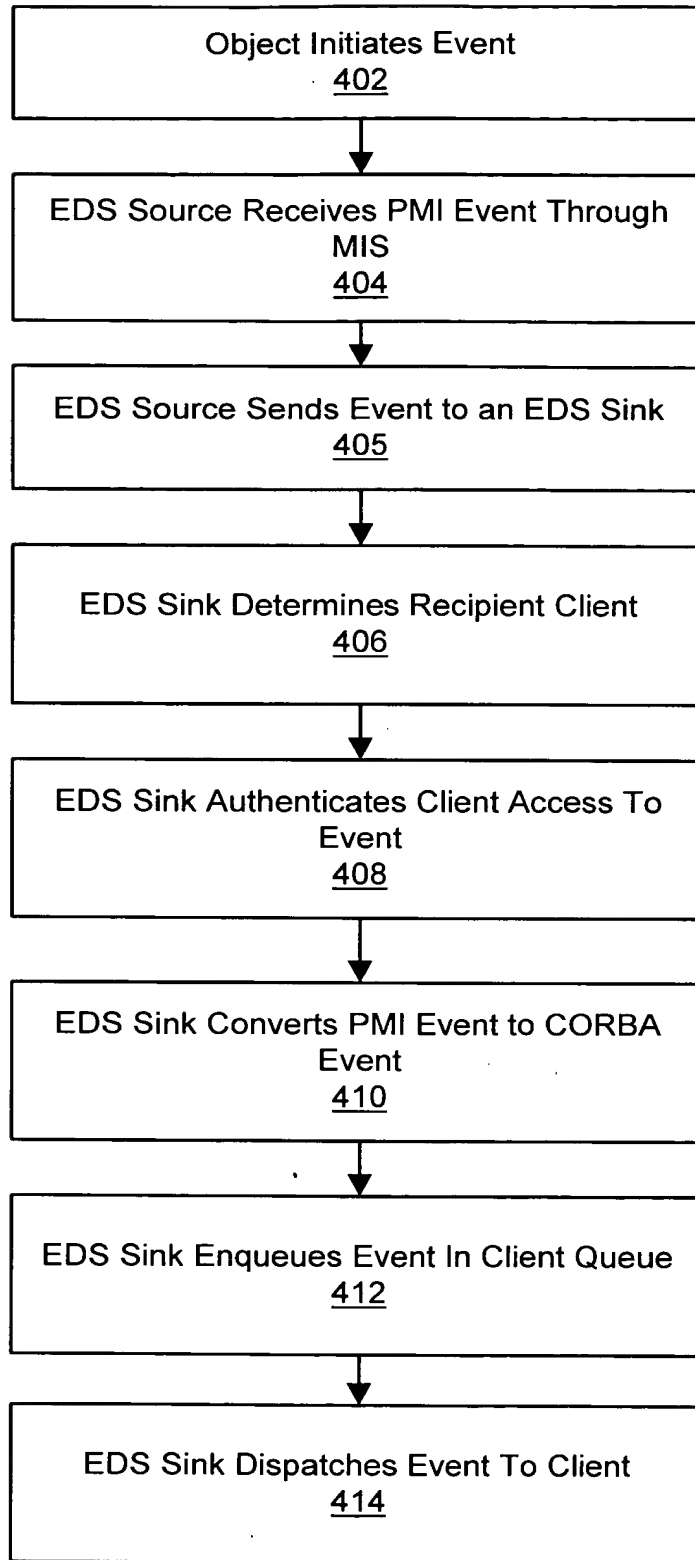 Object Initiates Event
402
EDS Source Receives PMI Event Through
MIS
404
EDS Source Sends Event to an EDS Sink
405
EDS Sink Determines Recipient Client
406
EDS Sink Authenticates Client Access To
Event
408
EDS Sink Converts PMI Event to CORBA
Event
410
EDS Sink Enqueues Event In Client Queue
412
EDS Sink Dispatches Event To Client
414